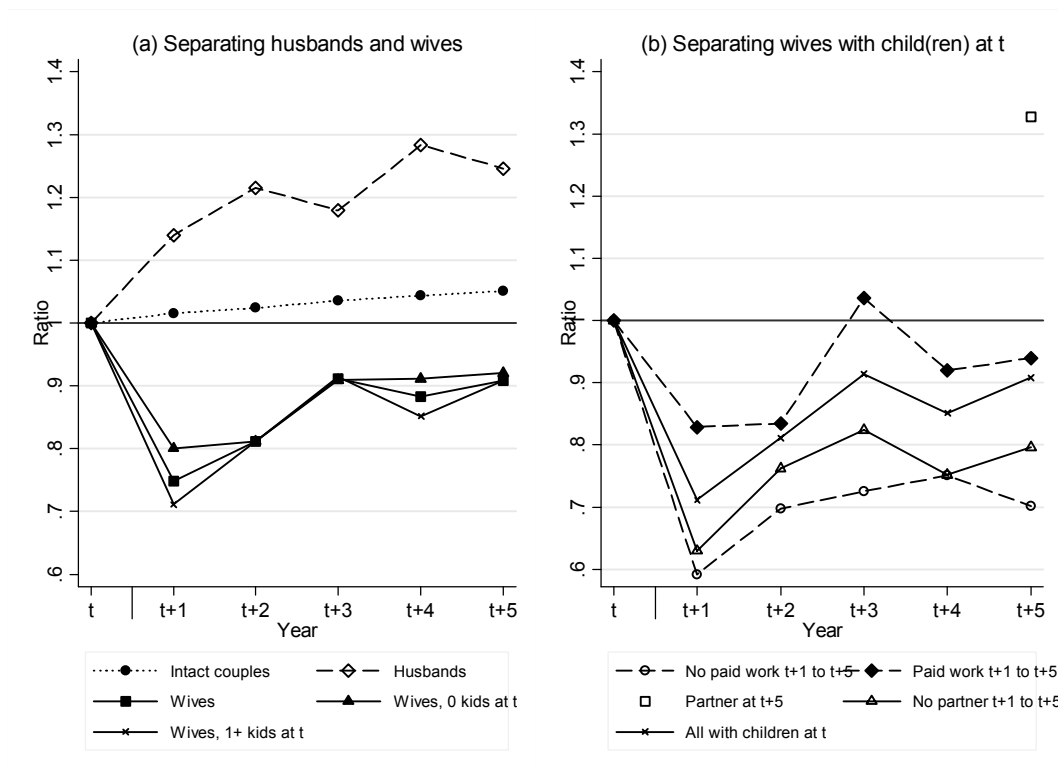 (a) Separating husbands and wives
Ratio
1.4
1.3
1.2
1.1
1
.9
.8
.7
.6
t t+1 t+2 t+3 t+4 t+5
Year
Intact couples Husbands
Wives Wives, 0 kids at t
Wives, 1+ kids at t
(b) Separating wives with child(ren) at t
Ratio
1.4
1.3
1.2
1.1
1
.9
.8
.7
.6
t t+1 t+2 t+3 t+4 t+5
Year
No paid work t+1 to t+5 Paid work t+1 to t+5
Partner at t+5 No partner t+1 to t+5
All with children at t